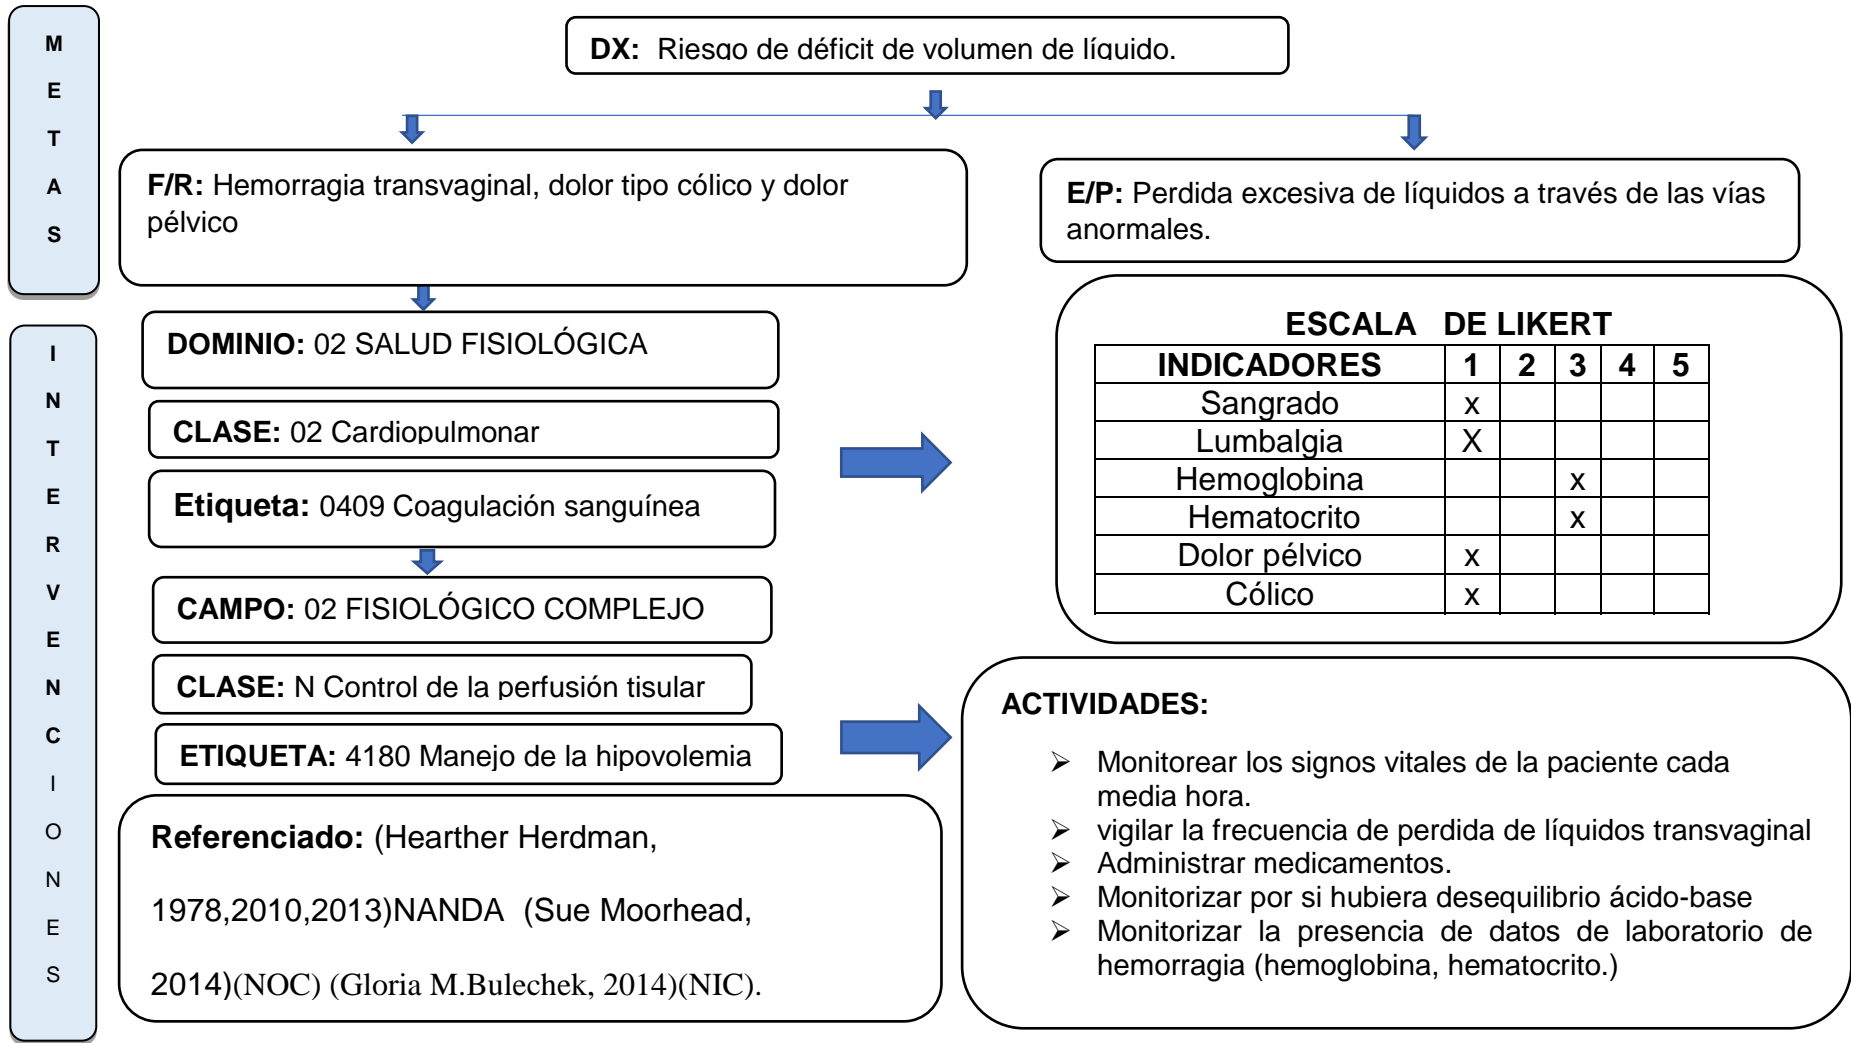 M
E
T
A
S
DX: Riesgo de déficit de volumen de líquido.
F/R: Hemorragia transvaginal, dolor tipo cólico y dolor
pélvico
E/P: Perdida excesiva de líquidos a través de las vías
anormales.
I
N
T
E
R
V
E
N
C
I
O
N
E
S
DOMINIO: 02 SALUD FISIOLÓGICA
CLASE: 02 Cardiopulmonar
Etiqueta: 0409 Coagulación sanguínea
ESCALA DE LIKERT
INDICADORES 1 2 3 4 5
Sangrado x
Lumbalgia X
Hemoglobina x
Hematocrito x
Dolor pélvico x
Cólico x
CAMPO: 02 FISIOLÓGICO COMPLEJO
CLASE: N Control de la perfusión tisular
ETIQUETA: 4180 Manejo de la hipovolemia
ACTIVIDADES:
➢ Monitorear los signos vitales de la paciente cada
media hora.
➢ vigilar la frecuencia de perdida de líquidos transvaginal
➢ Administrar medicamentos.
➢ Monitorizar por si hubiera desequilibrio ácido-base
➢ Monitorizar la presencia de datos de laboratorio de
hemorragia (hemoglobina, hematocrito.)
Referenciado: (Hearther Herdman,
1978,2010,2013)NANDA (Sue Moorhead,
2014)(NOC) (Gloria M.Bulechek, 2014)(NIC).